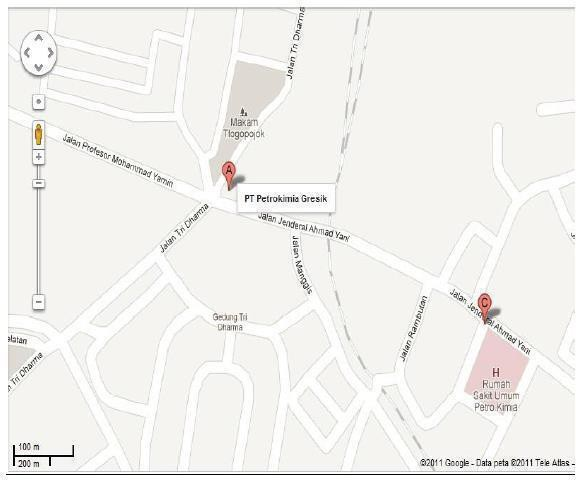 Jalan Tri Dharma
Makam
Tlogopojok
Jalan Profesor Mohammad Yamin
A
PT Petrokimia Gresik
Jalan Jenderal Ahmad Yani
Jalan Tri Dharma
Jalan Manggis
Jalan Rambutan
C
Jalan Jenderal Ahmad Yani
Gedung Tri
Dharma
elatan
n Tri Dharma
H
Rumah
Sakit Umum
Petro Kimia
100 m
200 m
©2011 Google - Data peta ©2011 Tele Atlas -